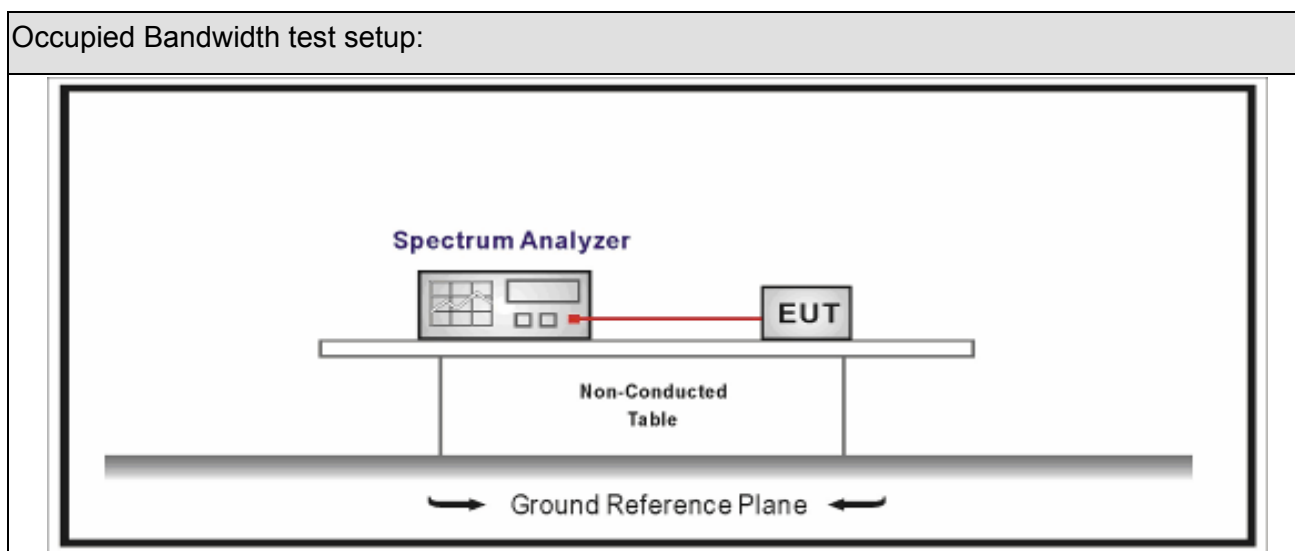 Occupied Bandwidth test setup:
Spectrum Analyzer
EUT
Non-Conducted
Table
Ground Reference Plane